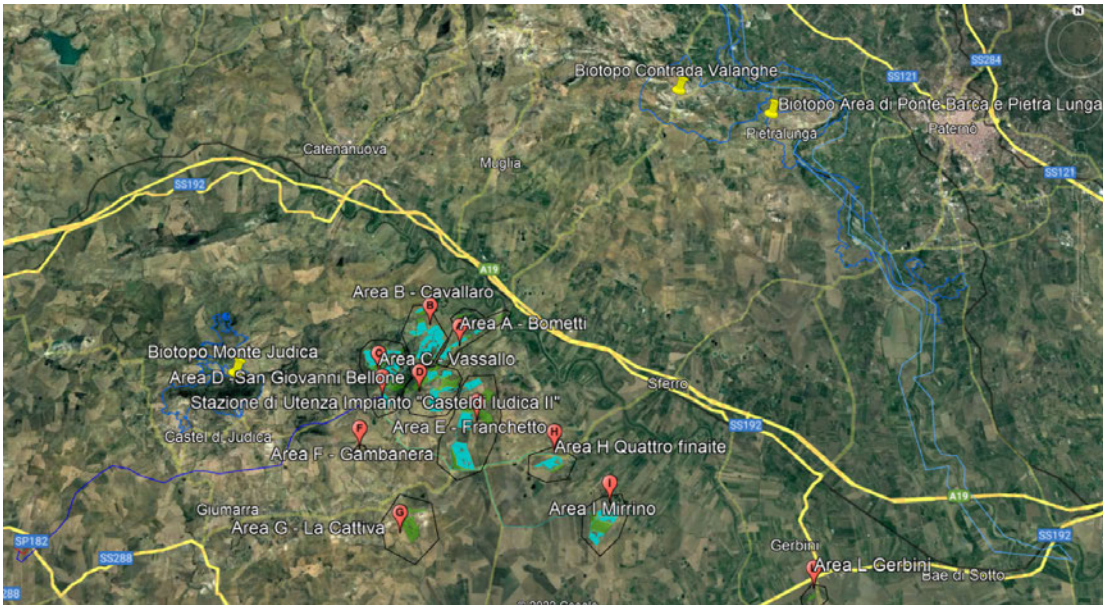 N
SS284
SS121
Biotopo Contrada Valanghe
Biotopo Area di Ponte Barca e Pietra Lunga
Pietralunga
Paternò
Catenanuova
Muglia
SS121
SS192
A19
Area B - Cavallaro
B
Area A - Bometti
Biotopo Monte Judica
C
Area C - Vassallo
Area D San Giovanni Bellone
D
Sferro
Stazione di Utenza Impianto "Casteldi Iudica II"
Area E - Franchetto
SS192
Castel di Judica
F
H
Area H Quattro finaite
Area F - Gambanera
I
Area I Mirrino
A19
Giumarra
G
Area G - La Cattiva
SP182
SS288
SS192
Gerbini
Area L Gerbini
Bae di Sotto
288